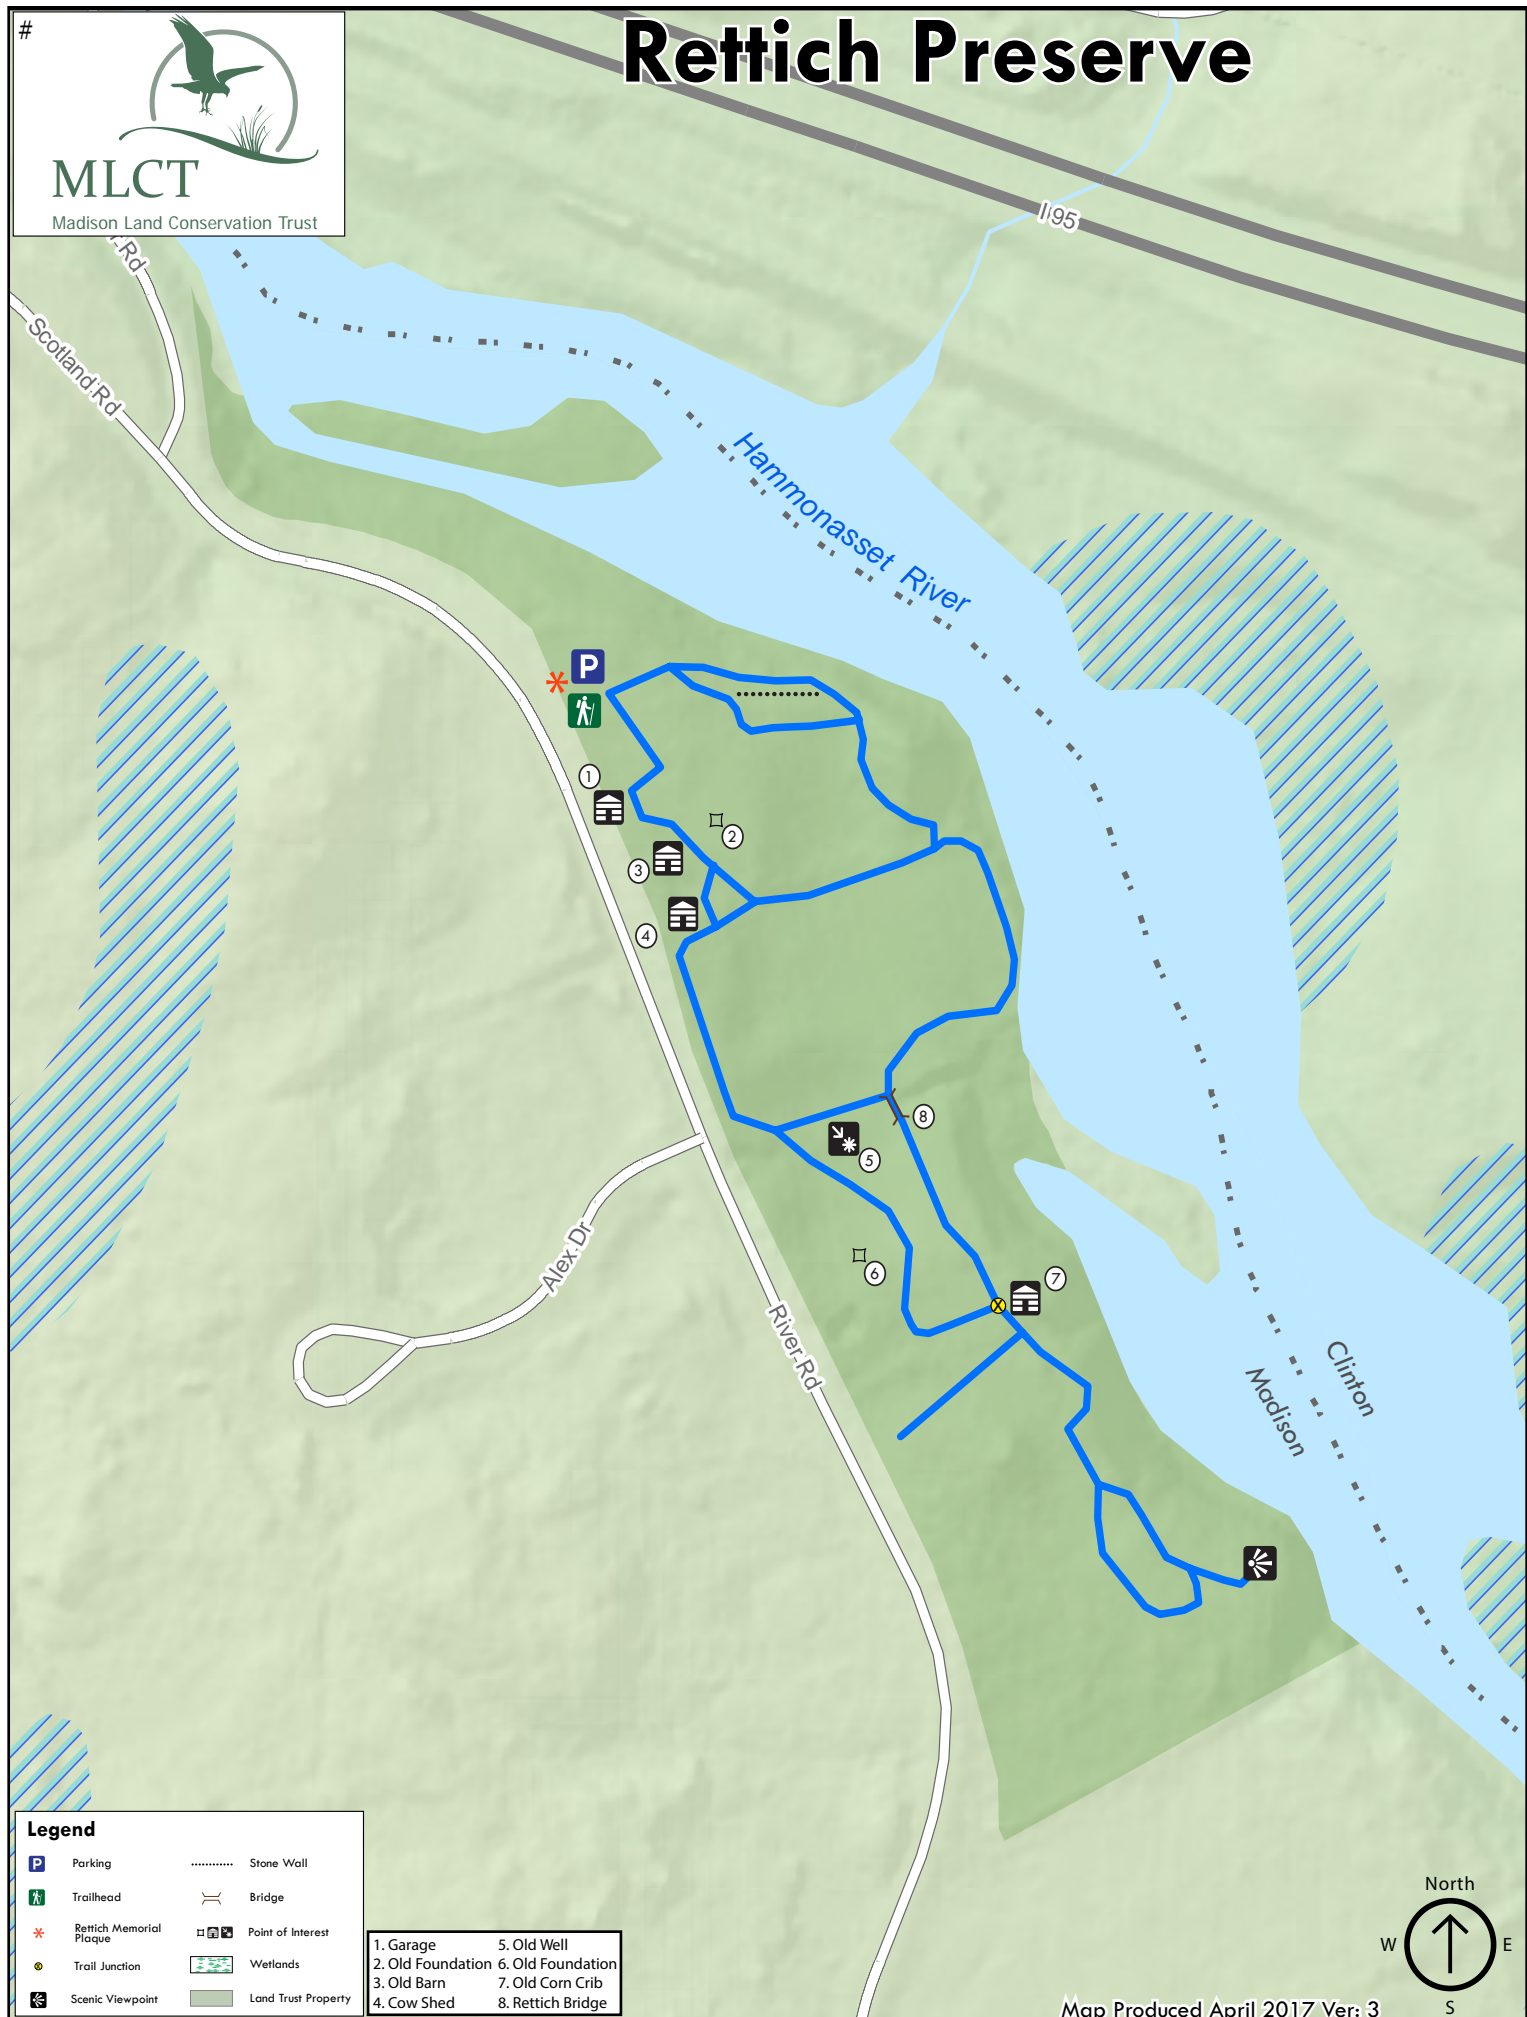 #
Rettich Preserve
MLCT
Madison Land Conservation Trust
I 95
Rd
Scotland Rd
Hammonasset River
P
1
2
3
4
8
5
6
7
Alex Dr
River Rd
Clinton
Madison
Legend
P Parking
Stone Wall
Trailhead
Bridge
Rettich Memorial
Plaque
Point of Interest
Trail Junction
Wetlands
Scenic Viewpoint
Land Trust Property
1. Garage 5. Old Well
2. Old Foundation 6. Old Foundation
3. Old Barn 7. Old Corn Crib
4. Cow Shed 8. Rettich Bridge
North
W E
S
Map Produced April 2017 Ver: 3